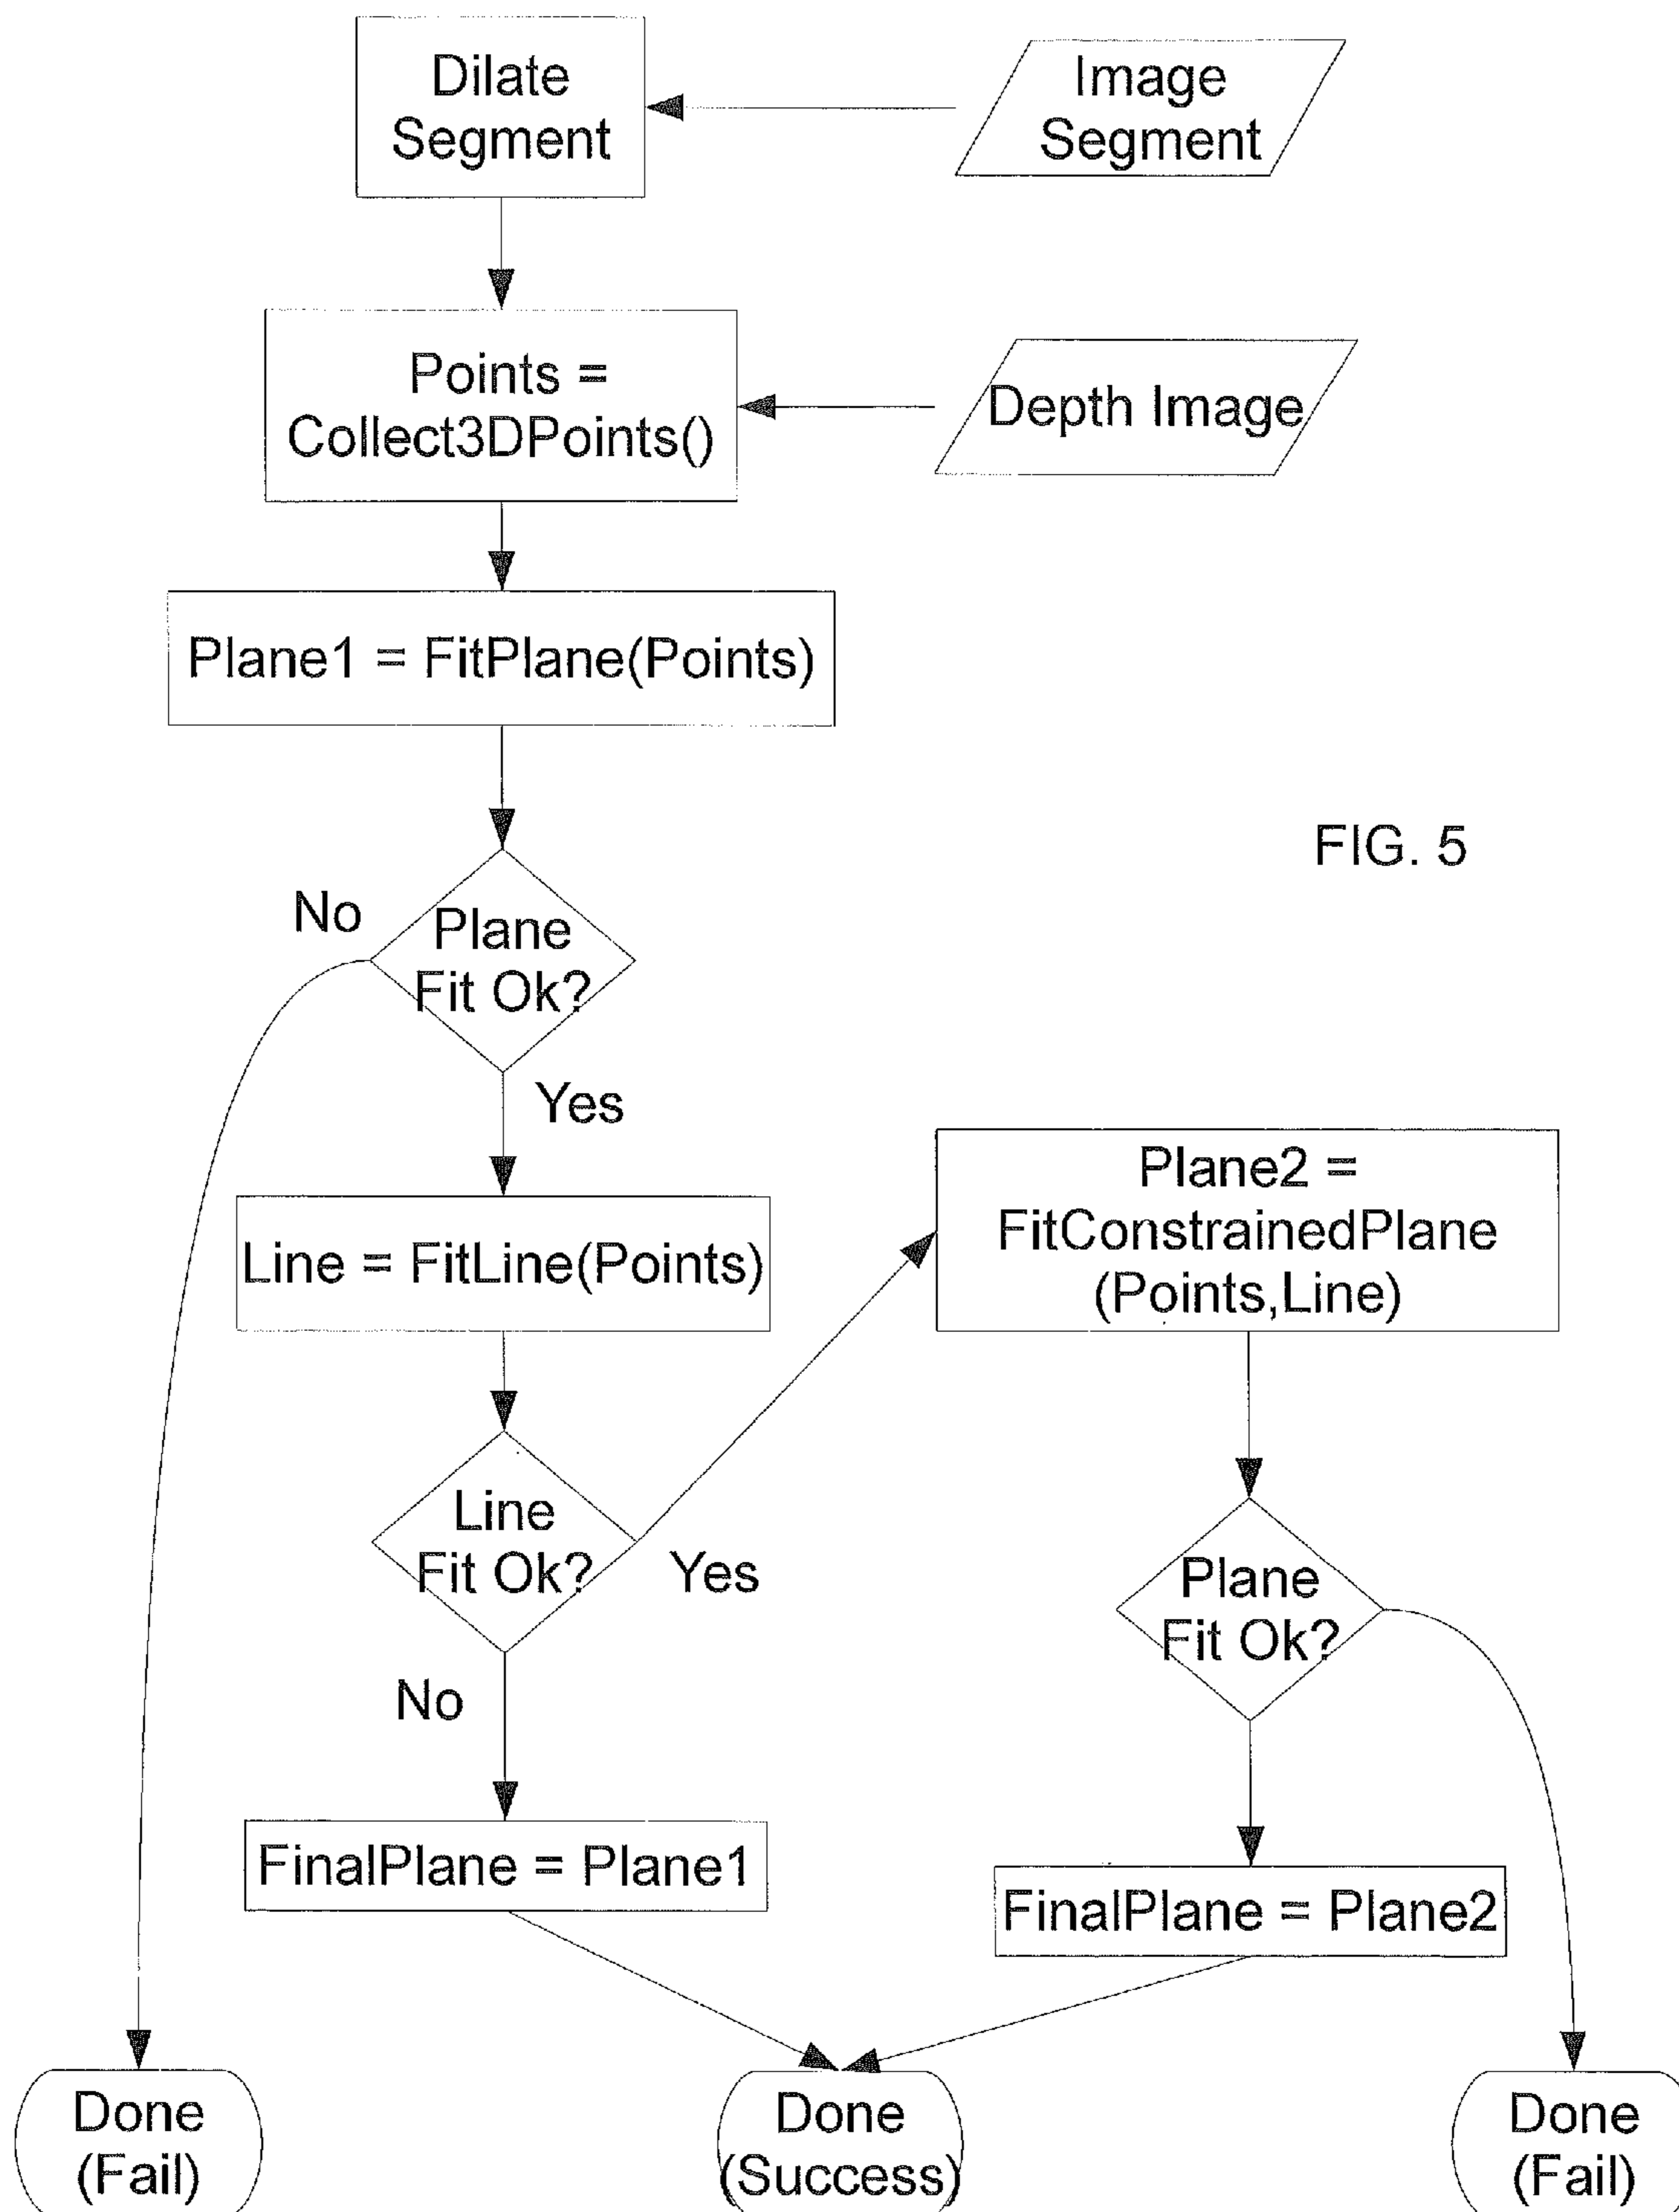 Dilate
Segment
Image
Segment
Points =
Collect3DPoints()
Depth Image
Plane1 = FitPlane(Points)
FIG. 5
No
Plane
Fit Ok?
Yes
Line = FitLine(Points)
Plane2 =
FitConstrainedPlane
(Points,Line)
Line
Fit Ok?
Yes
No
Plane
Fit Ok?
FinalPlane = Plane1
FinalPlane = Plane2
Done
(Fail)
Done
(Success)
Done
(Fail)